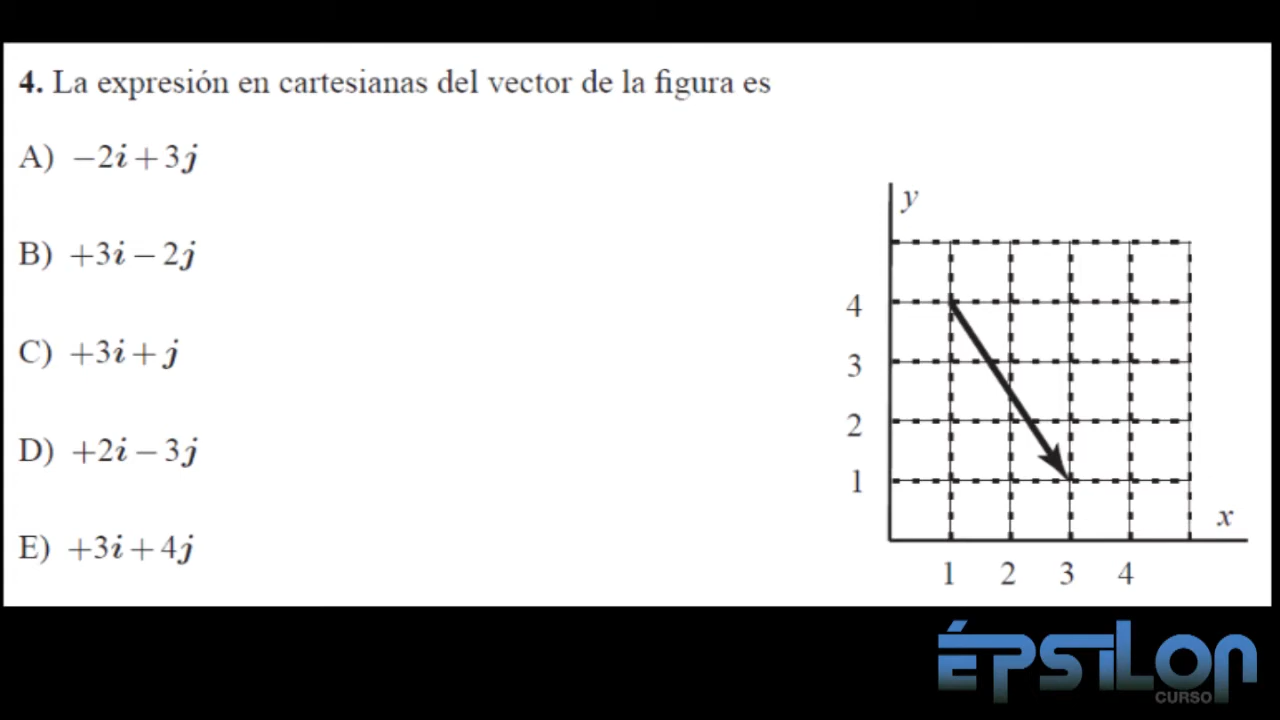 4. La expresión en cartesianas del vector de la figura es
A) −2i + 3j
B) +3i − 2j
C) +3i + j
D) +2i − 3j
E) +3i + 4j
y
4
3
2
1
x
1 2 3 4
ÉPSILON
CURSO